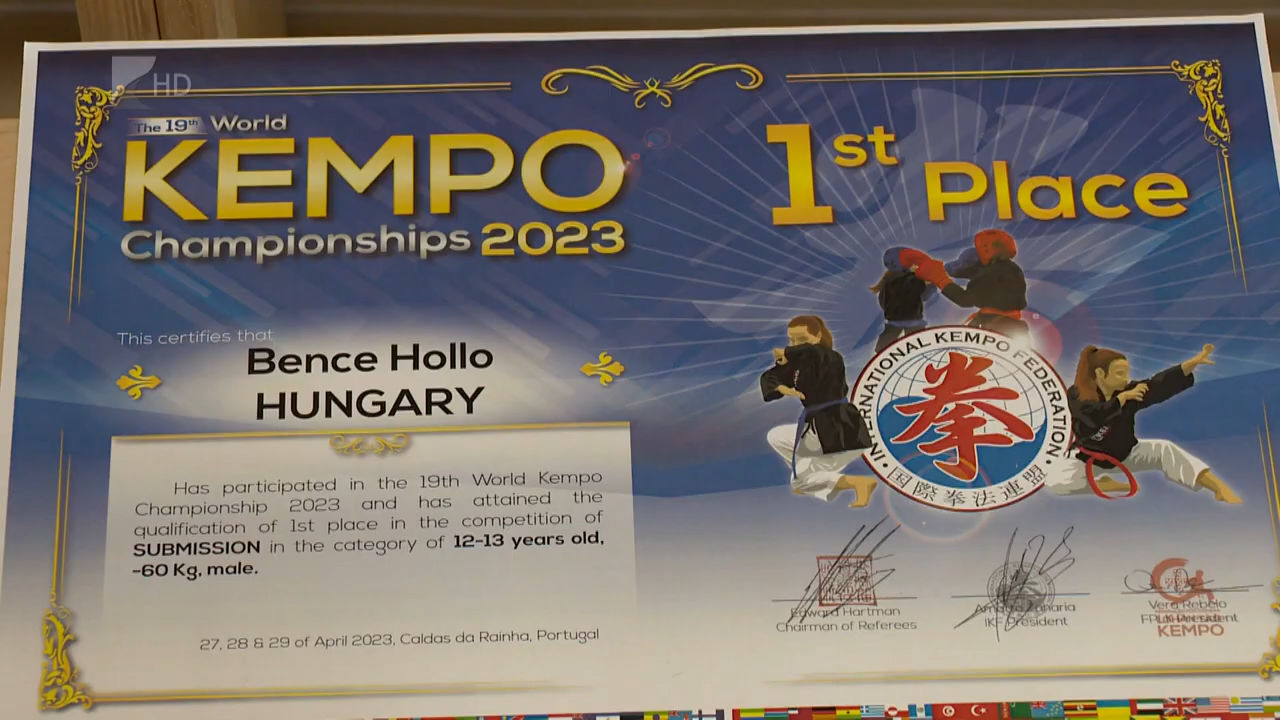 HD
The 19th World
KEMPO
Championships 2023
1st Place
This certifies that
Bence Hollo
HUNGARY
Has participated in the 19th World Kempo
Championship 2023 and has attained the
qualification of 1st place in the competition of
SUBMISSION in the category of 12-13 years old,
-60 Kg, male.
27, 28 & 29 of April 2023, Caldas da Rainha, Portugal
INTERNATIONAL KEMPO FEDERATION
拳
国際拳法連盟
Edward Hartman
Chairman of Referees
IKF President
Vera Rebelo
President
KEMPO